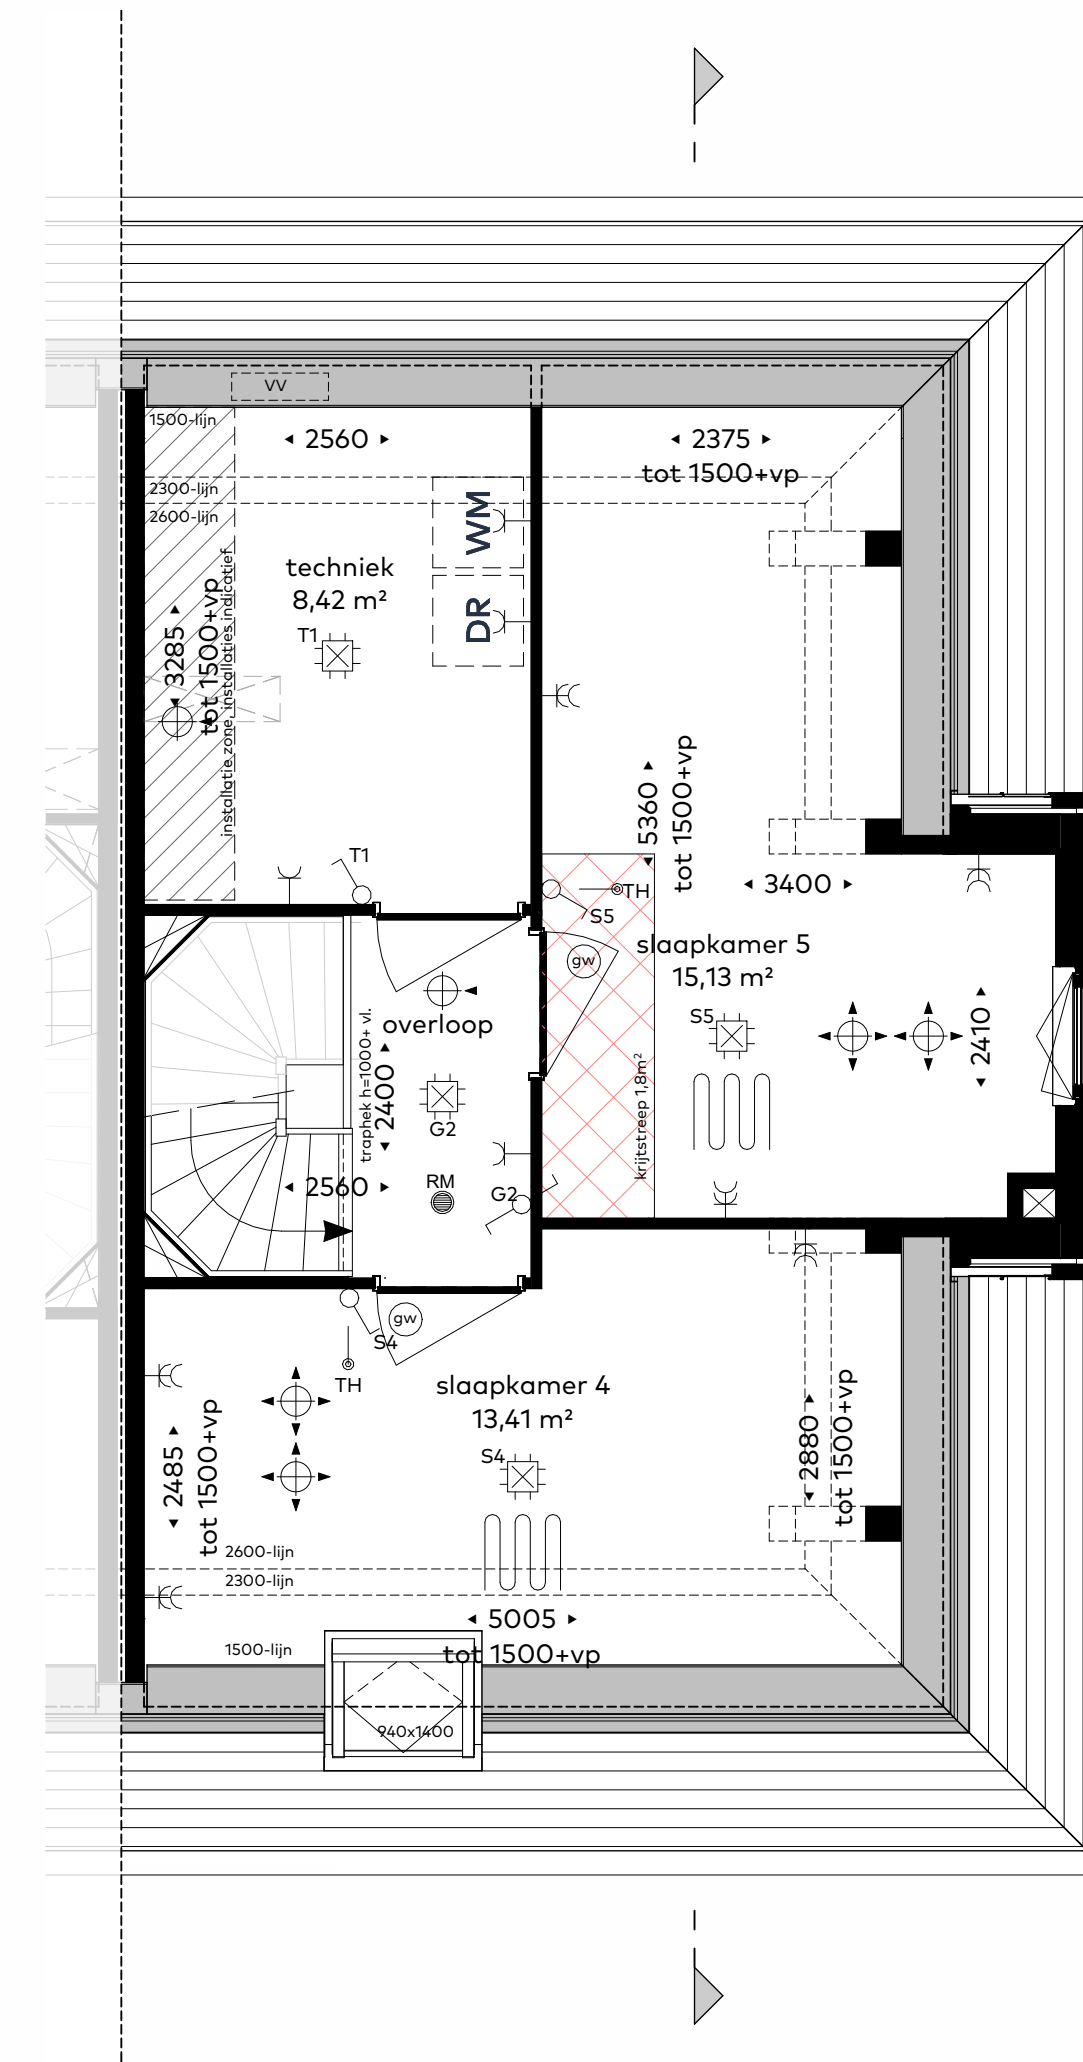 VV
1500-lijn
2560
2375
tot 1500+vp
2300-lijn
2600-lijn
WM
techniek
8,42 m²
DR
T1
3285
tot 1500+vp
installatie zone, installaties indicatief
5360
tot 1500+vp
T1
3400
TH
S5
slaapkamer 5
15,13 m²
gw
S5
2410
overloop
traphek h=1000+ vl.
2400
G2
krijtstreep 1,8m²
2560
RM
G2
gw
S4
TH
slaapkamer 4
13,41 m²
S4
2485
tot 1500+vp
2880
tot 1500+vp
2600-lijn
2300-lijn
5005
tot 1500+vp
1500-lijn
940x1400